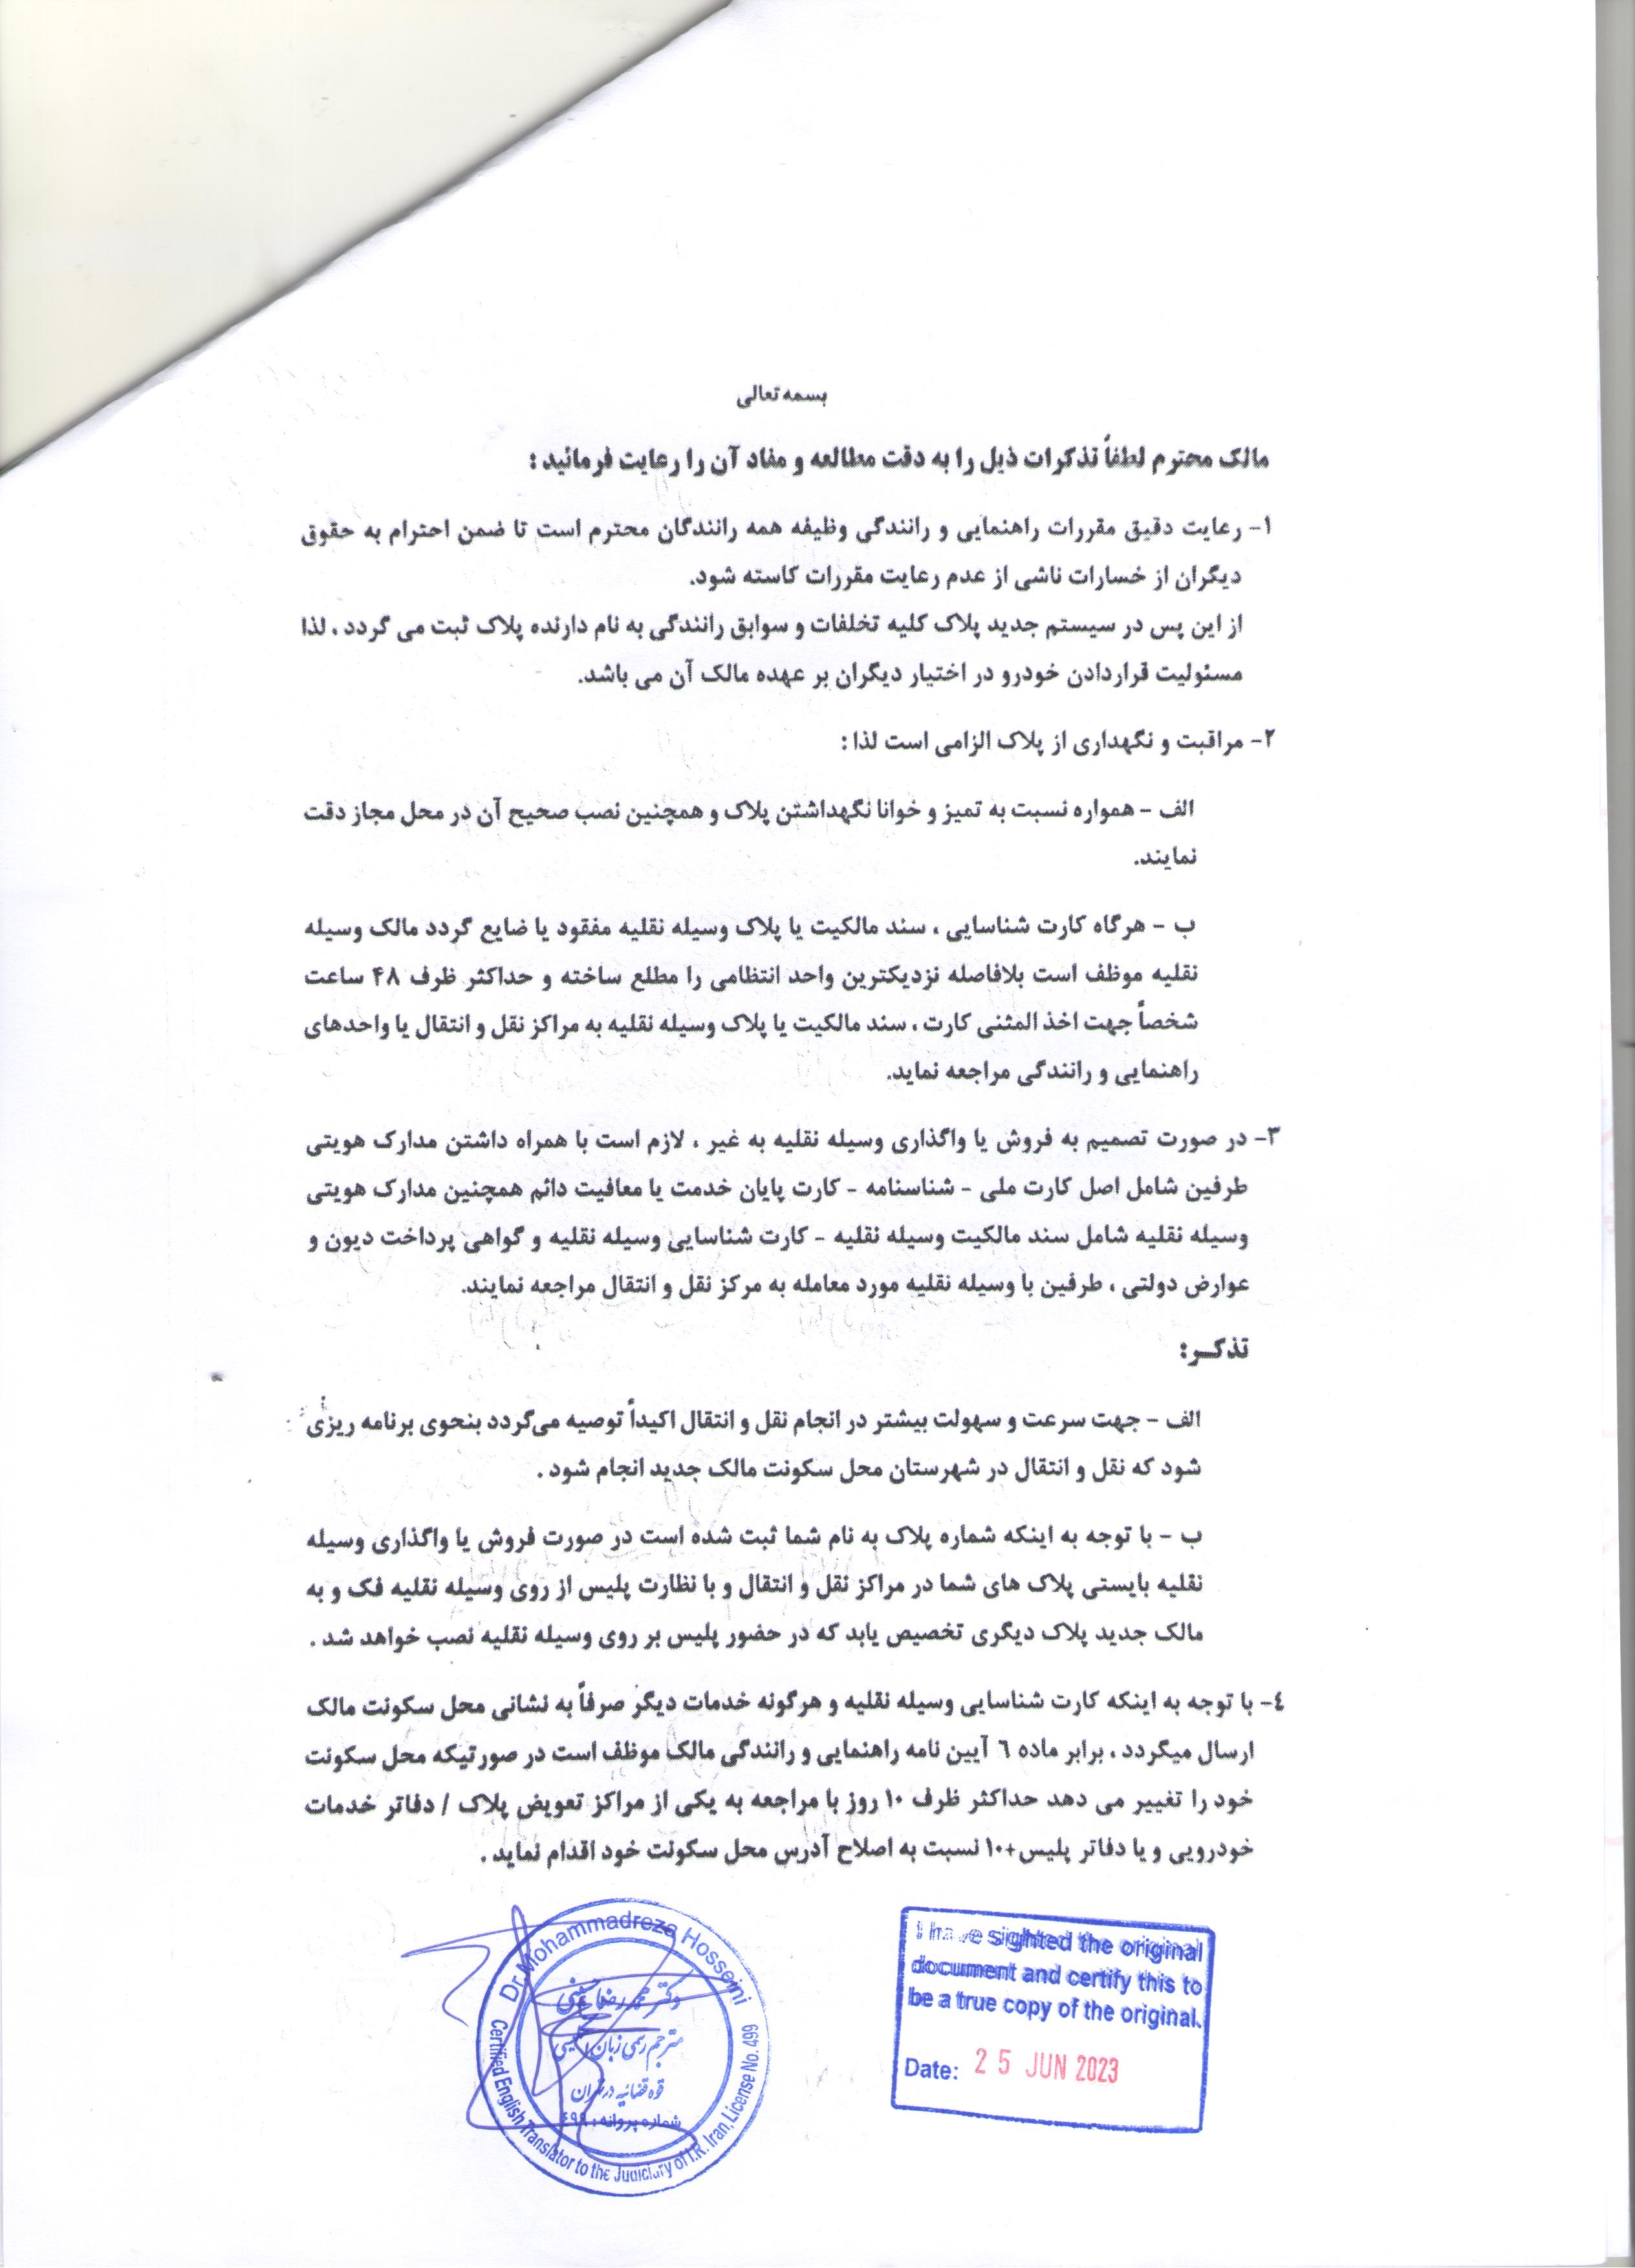 بسمه تعالی
مالک محترم لطفاً تذکرات ذیل را به دقت مطالعه و مفاد آن را رعایت فرمائید :
۱- رعایت دقیق مقررات راهنمایی و رانندگی وظیفه همه رانندگان محترم است تا ضمن احترام به حقوق
دیگران از خسارات ناشی از عدم رعایت مقررات کاسته شود.
از این پس در سیستم جدید پلاک کلیه تخلفات و سوابق رانندگی به نام دارنده پلاک ثبت می گردد ، لذا
مسئولیت قراردادن خودرو در اختیار دیگران بر عهده مالک آن می باشد.
۲- مراقبت و نگهداری از پلاک الزامی است لذا :
الف - همواره نسبت به تمیز و خوانا نگهداشتن پلاک و همچنین نصب صحیح آن در محل مجاز دقت
نمایند.
ب - هرگاه کارت شناسایی ، سند مالکیت یا پلاک وسیله نقلیه مفقود یا ضایع گردد مالک وسیله
نقلیه موظف است بلافاصله نزدیکترین واحد انتظامی را مطلع ساخته و حداکثر ظرف ۴۸ ساعت
شخصاً جهت اخذ المثنی کارت ، سند مالکیت یا پلاک وسیله نقلیه به مراکز نقل و انتقال یا واحدهای
راهنمایی و رانندگی مراجعه نماید.
۳- در صورت تصمیم به فروش یا واگذاری وسیله نقلیه به غیر ، لازم است با همراه داشتن مدارک هویتی
طرفین شامل اصل کارت ملی - شناسنامه - کارت پایان خدمت یا معافیت دائم همچنین مدارک هویتی
وسیله نقلیه شامل سند مالکیت وسیله نقلیه - کارت شناسایی وسیله نقلیه و گواهی پرداخت دیون و
عوارض دولتی ، طرفین با وسیله نقلیه مورد معامله به مرکز نقل و انتقال مراجعه نمایند.
تذکـر:
الف - جهت سرعت و سهولت بیشتر در انجام نقل و انتقال اکیداً توصیه می‌گردد بنحوی برنامه ریزی
شود که نقل و انتقال در شهرستان محل سکونت مالک جدید انجام شود .
ب - با توجه به اینکه شماره پلاک به نام شما ثبت شده است در صورت فروش یا واگذاری وسیله
نقلیه بایستی پلاک های شما در مراکز نقل و انتقال و با نظارت پلیس از روی وسیله نقلیه فک و به
مالک جدید پلاک دیگری تخصیص یابد که در حضور پلیس بر روی وسیله نقلیه نصب خواهد شد .
٤- با توجه به اینکه کارت شناسایی وسیله نقلیه و هرگونه خدمات دیگر صرفاً به نشانی محل سکونت مالک
ارسال میگردد ، برابر ماده ٦ آیین نامه راهنمایی و رانندگی مالک موظف است در صورتیکه محل سکونت
خود را تغییر می دهد حداکثر ظرف ۱۰ روز با مراجعه به یکی از مراکز تعویض پلاک / دفاتر خدمات
خودرویی و یا دفاتر پلیس+۱۰ نسبت به اصلاح آدرس محل سکونت خود اقدام نماید .
Dr. Mohammadreza Hosseini
دکتر محمدرضا حسینی
مترجم رسمی زبان انگلیسی
قوه قضائیه در تهران
شماره پروانه : ۴۹۹
Certified English Translator to the Judiciary of I.R. Iran, License No. 499
I have sighted the original
document and certify this to
be a true copy of the original.
Date: 25 JUN 2023